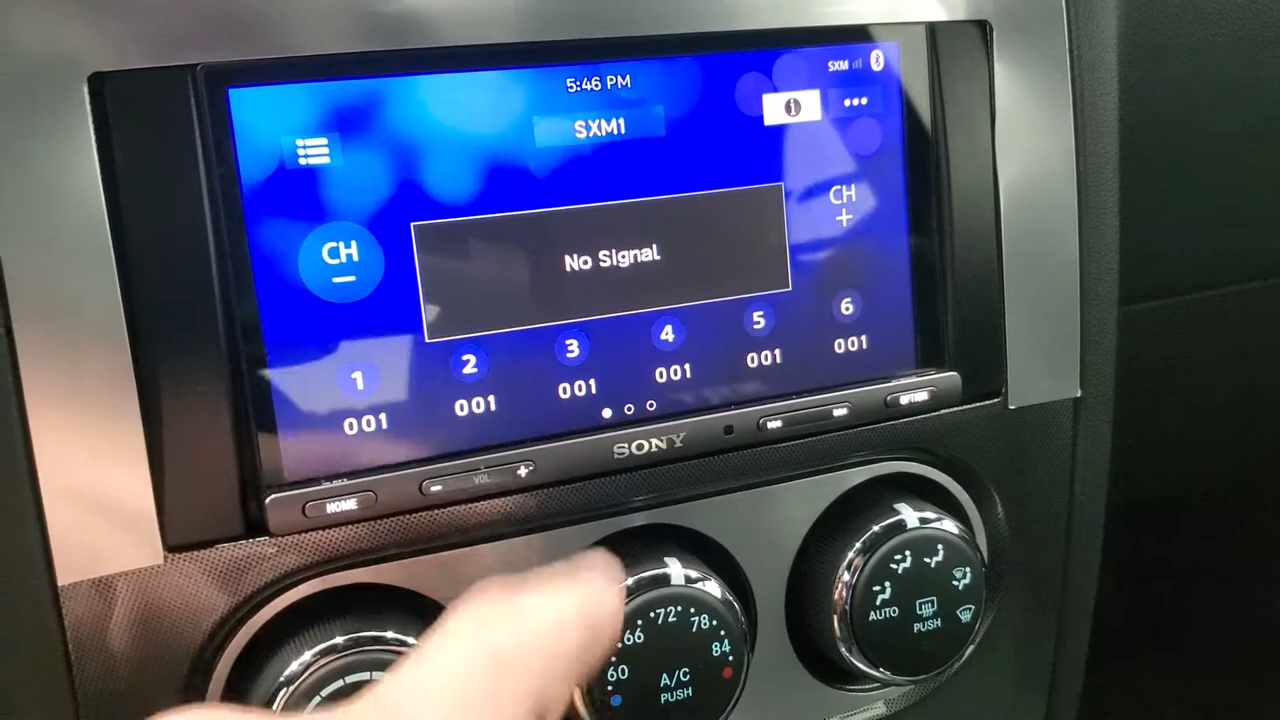 5:46 PM
SXM
SXM1
i
CH
−
CH
+
No Signal
1
2
3
4
5
6
001
001
001
001
001
001
SONY
HOME
- VOL +
OPTION
60
66
72°
78
84
A/C
PUSH
AUTO
PUSH